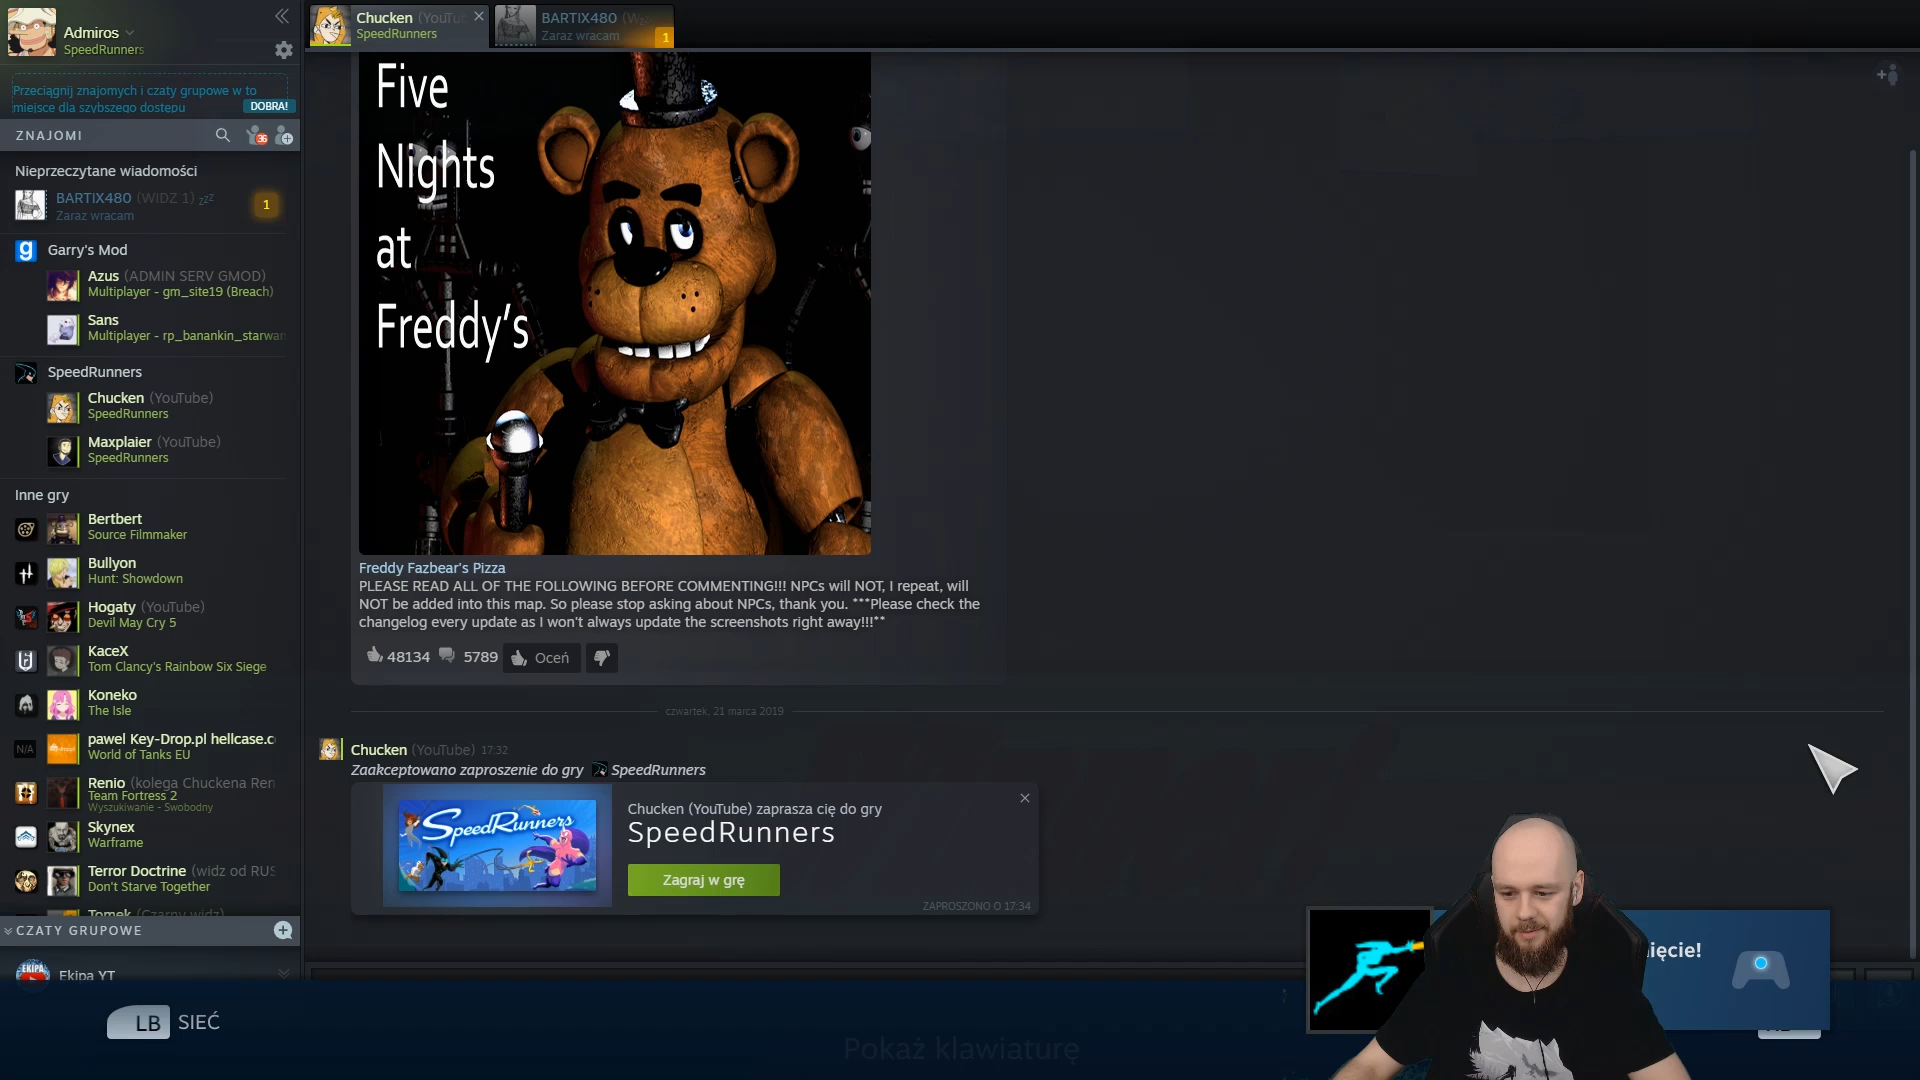 Admiros
SpeedRunners
Przeciągnij znajomych i czaty grupowe w to
miejsce dla szybszego dostępu
DOBRA!
ZNAJOMI
36
Nieprzeczytane wiadomości
BARTIX480 (WIDZ 1) zzZ
Zaraz wracam
1
Garry's Mod
Azus (ADMIN SERV GMOD)
Multiplayer - gm_site19 (Breach)
Sans
Multiplayer - rp_banankin_starwar
SpeedRunners
Chucken (YouTube)
SpeedRunners
Maxplaier (YouTube)
SpeedRunners
Inne gry
Bertbert
Source Filmmaker
Bullyon
Hunt: Showdown
Hogaty (YouTube)
Devil May Cry 5
KaceX
Tom Clancy's Rainbow Six Siege
Koneko
The Isle
N/A
pawel Key-Drop.pl hellcase.c
World of Tanks EU
Renio (kolega Chuckena Ren
Team Fortress 2
Wyszukiwanie - Swobodny
Skynex
Warframe
Terror Doctrine (widz od RUS
Don't Starve Together
Tomek (Czarny widz)
CZATY GRUPOWE
EKIPA
Ekipa YT
LB SIEĆ
Chucken (YouTub
SpeedRunners
BARTIX480 (W
Zaraz wracam
1
Five
Nights
at
Freddy's
Freddy Fazbear's Pizza
PLEASE READ ALL OF THE FOLLOWING BEFORE COMMENTING!!! NPCs will NOT, I repeat, will
NOT be added into this map. So please stop asking about NPCs, thank you. ***Please check the
changelog every update as I won't always update the screenshots right away!!!**
48134 5789 Oceń
czwartek, 21 marca 2019
Chucken (YouTube) 17:32
Zaakceptowano zaproszenie do gry SpeedRunners
SpeedRunners
Chucken (YouTube) zaprasza cię do gry
SpeedRunners
Zagraj w grę
ZAPROSZONO O 17:34
ięcie!
Pokaż klawiaturę